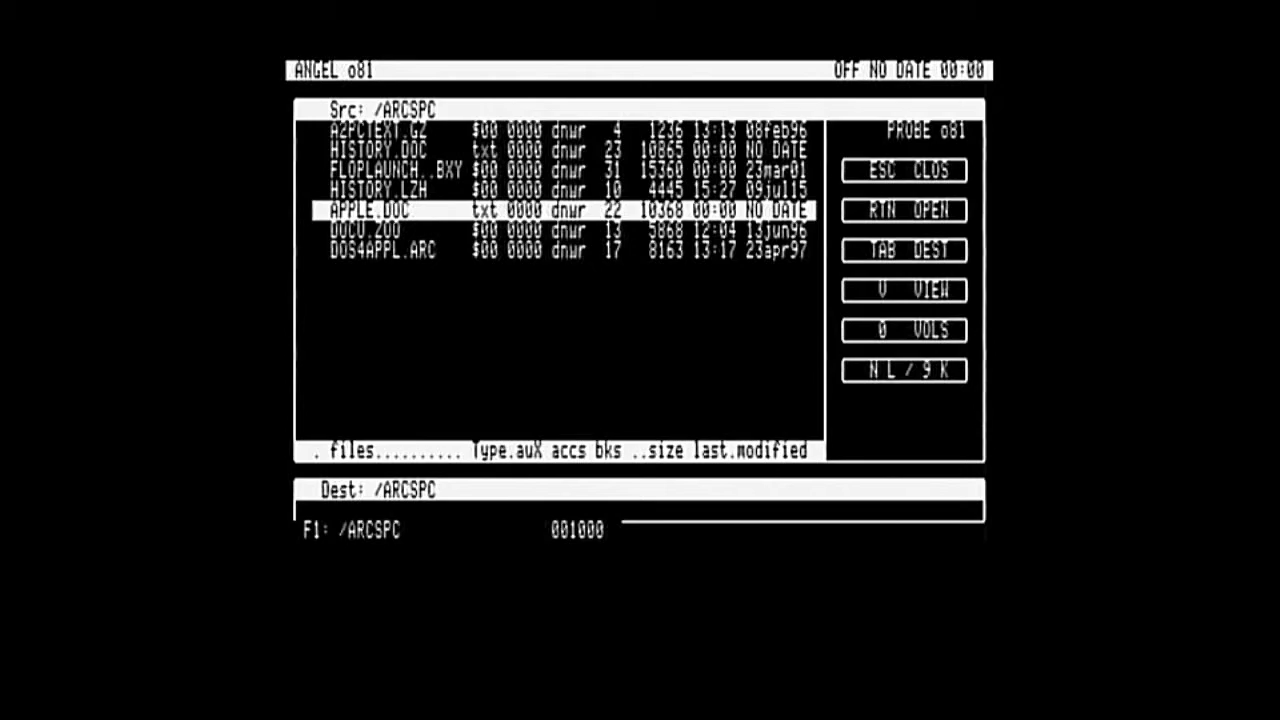 ANGEL o81 OFF NO DATE 00:00
Src: /ARCSPC
A2PCTEXT.GZ $00 0000 dnwr 4 1236 13:13 08feb96
HISTORY.DOC txt 0000 dnwr 23 10865 00:00 NO DATE
FLOPLAUNCH..BXY $00 0000 dnwr 31 15360 00:00 23mar01
HISTORY.LZH $00 0000 dnwr 10 4445 15:27 09jul15
APPLE.DOC txt 0000 dnwr 22 10368 00:00 NO DATE
DOCU.ZOO $00 0000 dnwr 13 5868 12:04 13jun96
DOS4APPL.ARC $00 0000 dnwr 17 8163 13:17 23apr97
. files.......... Type.auX accs bks ..size last.modified
PROBE o81
ESC CLOS
RTN OPEN
TAB DEST
V VIEW
0 VOLS
N L / 9 K
Dest: /ARCSPC
F1: /ARCSPC 001000